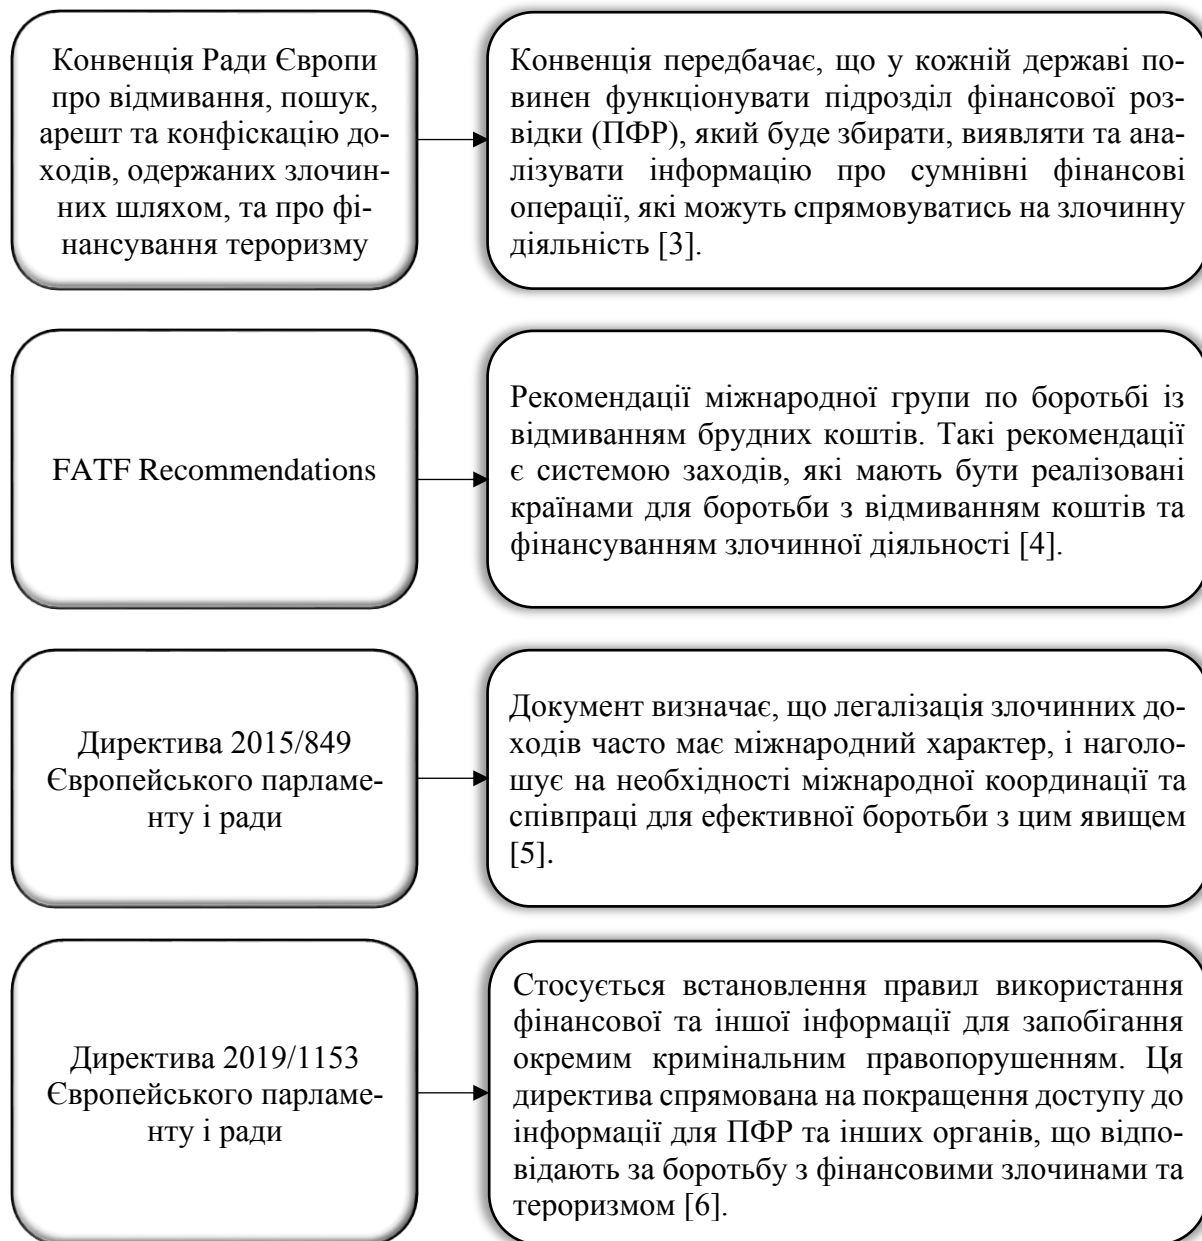 Конвенція Ради Європи
про відмивання, пошук,
арешт та конфіскацію до-
ходів, одержаних злочин-
них шляхом, та про фі-
нансування тероризму
Конвенція передбачає, що у кожній державі по-
винен функціонувати підрозділ фінансової роз-
відки (ПФР), який буде збирати, виявляти та ана-
лізувати інформацію про сумнівні фінансові
операції, які можуть спрямовуватись на злочинну
діяльність [3].
FATF Recommendations
Рекомендації міжнародної групи по боротьбі із
відмиванням брудних коштів. Такі рекомендації
є системою заходів, які мають бути реалізовані
країнами для боротьби з відмиванням коштів та
фінансуванням злочинної діяльності [4].
Директива 2015/849
Європейського парламе-
нту і ради
Документ визначає, що легалізація злочинних до-
ходів часто має міжнародний характер, і наголо-
шує на необхідності міжнародної координації та
співпраці для ефективної боротьби з цим явищем
[5].
Директива 2019/1153
Європейського парламе-
нту і ради
Стосується встановлення правил використання
фінансової та іншої інформації для запобігання
окремим кримінальним правопорушенням. Ця
директива спрямована на покращення доступу до
інформації для ПФР та інших органів, що відпо-
відають за боротьбу з фінансовими злочинами та
тероризмом [6].